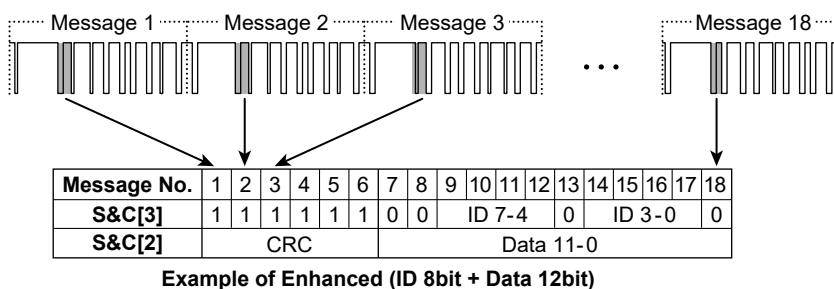 Message 1 Message 2 Message 3 Message 18
Message No. 1 2 3 4 5 6 7 8 9 10 11 12 13 14 15 16 17 18
S&C[3] 1 1 1 1 1 1 0 0 ID 7-4 0 ID 3-0 0
S&C[2] CRC Data 11-0
Example of Enhanced (ID 8bit + Data 12bit)